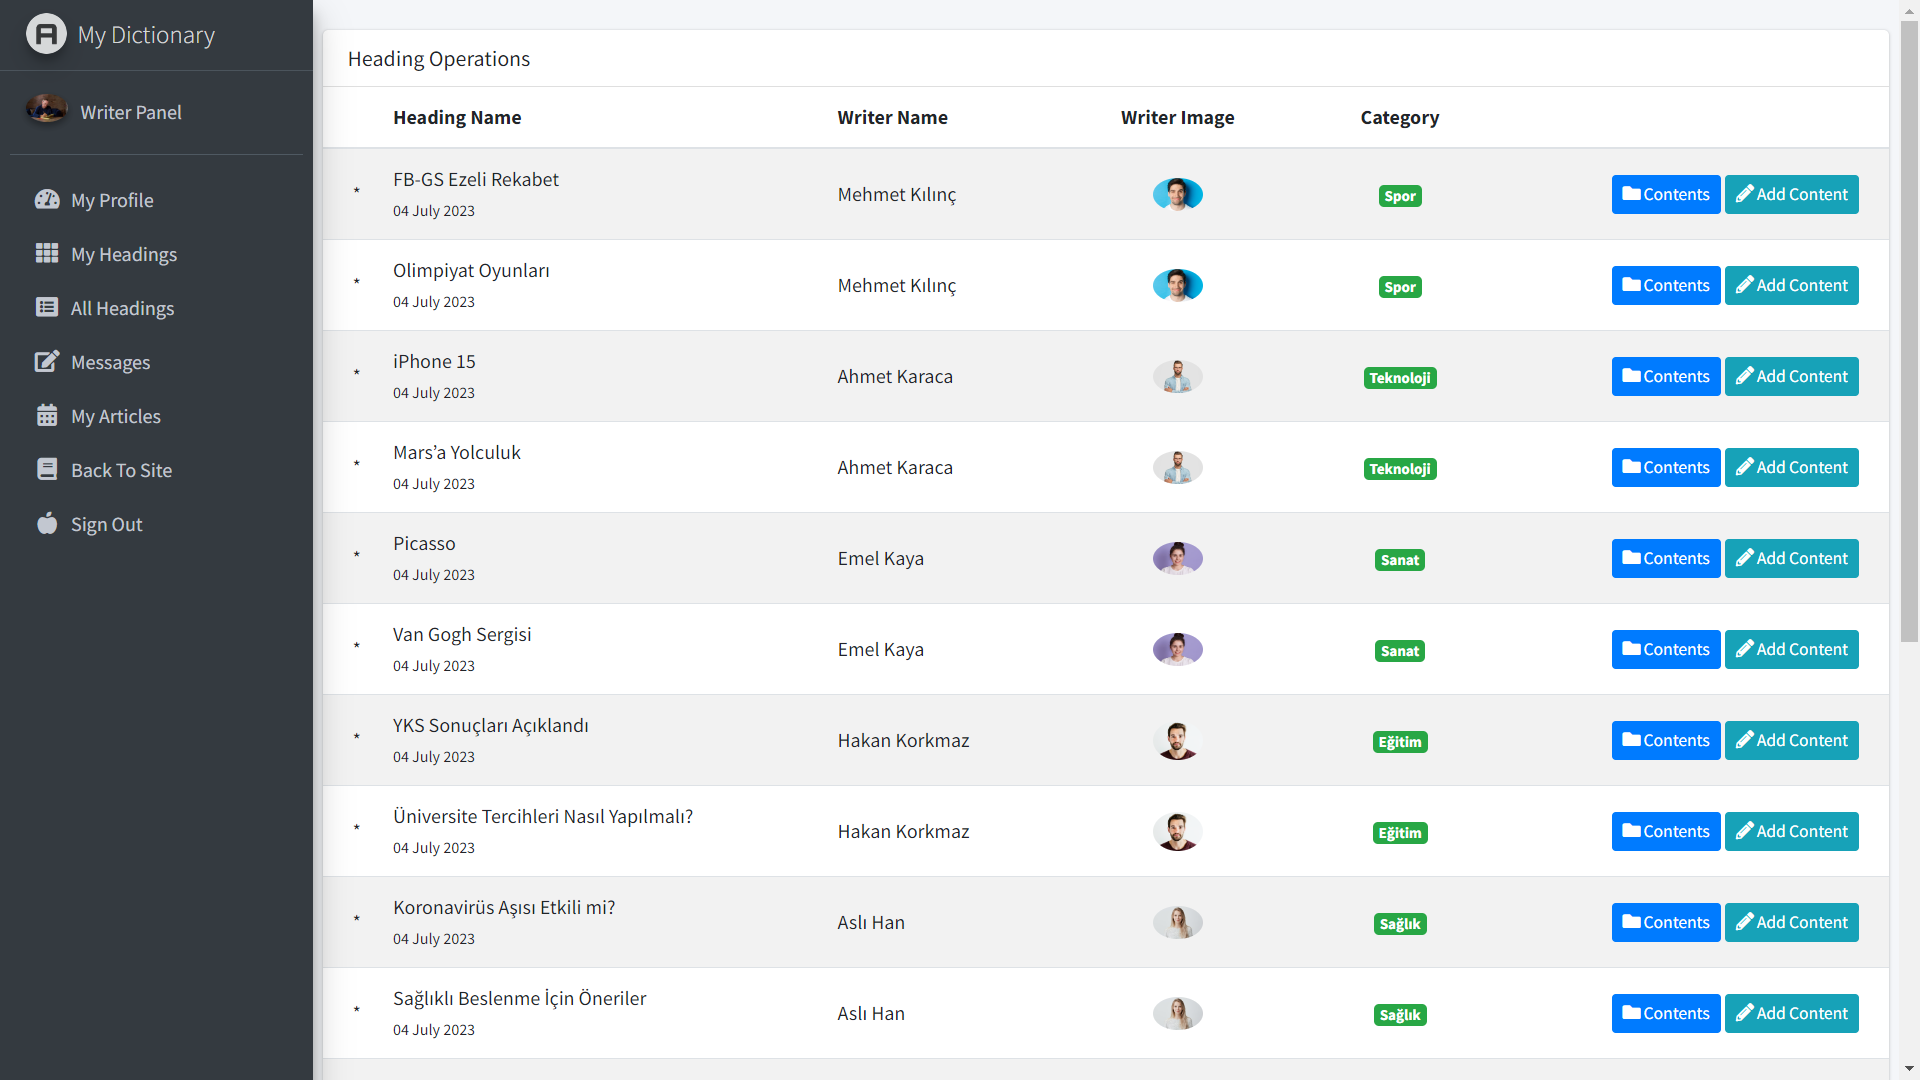 My Dictionary
Writer Panel
My Profile
My Headings
All Headings
Messages
My Articles
Back To Site
Sign Out
Heading Operations
Heading Name Writer Name Writer Image Category
* FB-GS Ezeli Rekabet Mehmet Kılınç Spor Contents Add Content
04 July 2023
* Olimpiyat Oyunları Mehmet Kılınç Spor Contents Add Content
04 July 2023
* iPhone 15 Ahmet Karaca Teknoloji Contents Add Content
04 July 2023
* Mars’a Yolculuk Ahmet Karaca Teknoloji Contents Add Content
04 July 2023
* Picasso Emel Kaya Sanat Contents Add Content
04 July 2023
* Van Gogh Sergisi Emel Kaya Sanat Contents Add Content
04 July 2023
* YKS Sonuçları Açıklandı Hakan Korkmaz Eğitim Contents Add Content
04 July 2023
* Üniversite Tercihleri Nasıl Yapılmalı? Hakan Korkmaz Eğitim Contents Add Content
04 July 2023
* Koronavirüs Aşısı Etkili mi? Aslı Han Sağlık Contents Add Content
04 July 2023
* Sağlıklı Beslenme İçin Öneriler Aslı Han Sağlık Contents Add Content
04 July 2023